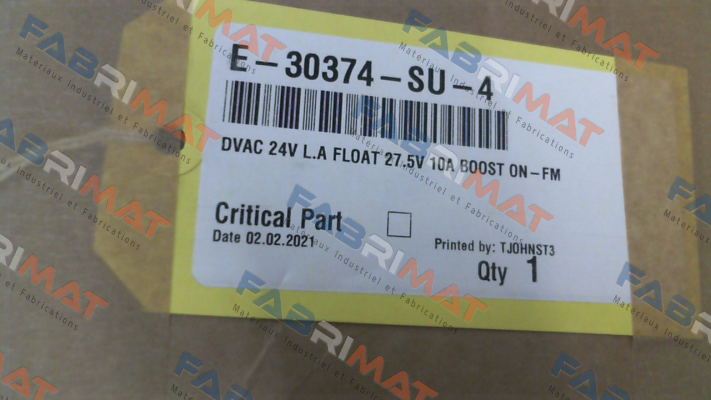 E-30374-SU-4
DVAC 24V L.A FLOAT 27.5V 10A BOOST ON-FM
Critical Part
Date 02.02.2021
Printed by: TJOHNST3
Qty 1
FABRIMAT
Matériaux Industriel et Fabrications